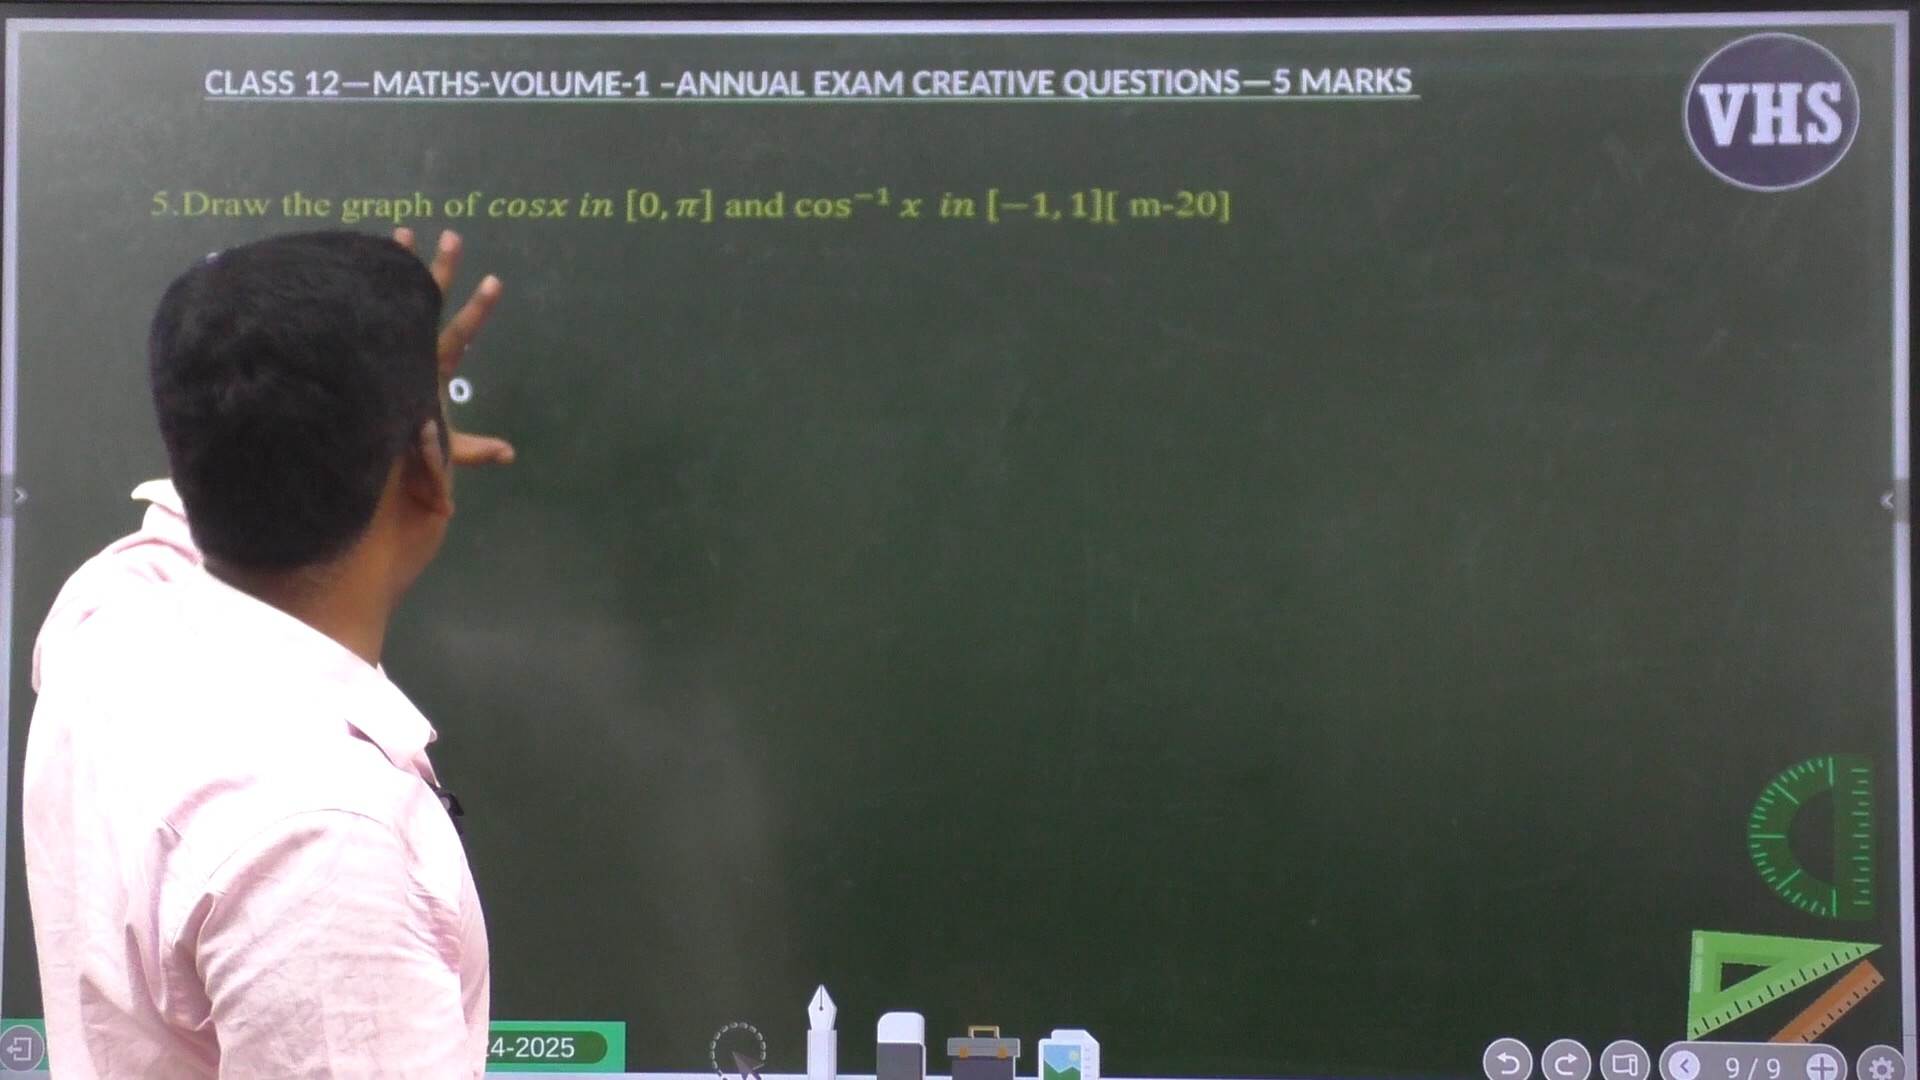 CLASS 12—MATHS-VOLUME-1 –ANNUAL EXAM CREATIVE QUESTIONS—5 MARKS
VHS
5.Draw the graph of cosx in [0, π] and cos⁻¹ x in [−1, 1][ m-20]
0
4-2025
9/9